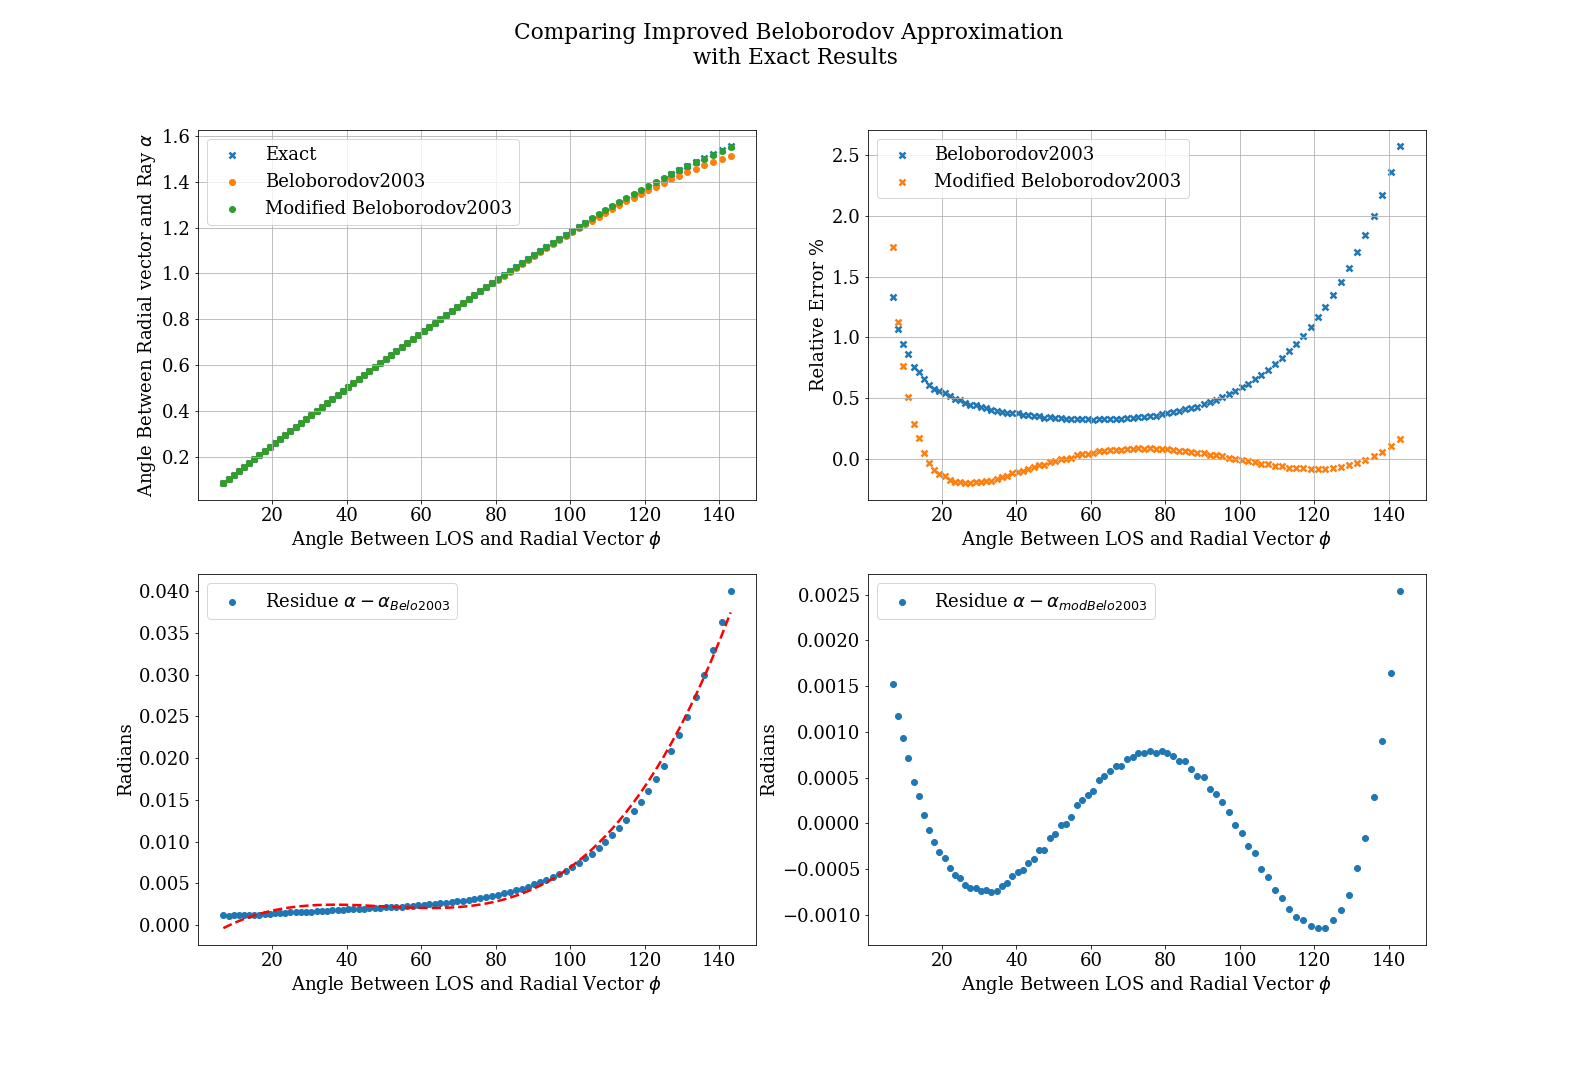 Comparing Improved Beloborodov Approximation
with Exact Results
Angle Between Radial vector and Ray α
1.6
1.4
1.2
1.0
0.8
0.6
0.4
0.2
Exact
Beloborodov2003
Modified Beloborodov2003
20 40 60 80 100 120 140
Angle Between LOS and Radial Vector ϕ
Relative Error %
2.5
2.0
1.5
1.0
0.5
0.0
Beloborodov2003
Modified Beloborodov2003
20 40 60 80 100 120 140
Angle Between LOS and Radial Vector ϕ
Radians
0.040
0.035
0.030
0.025
0.020
0.015
0.010
0.005
0.000
Residue α − α_Belo2003
20 40 60 80 100 120 140
Angle Between LOS and Radial Vector ϕ
Radians
0.0025
0.0020
0.0015
0.0010
0.0005
0.0000
−0.0005
−0.0010
Residue α − α_modBelo2003
20 40 60 80 100 120 140
Angle Between LOS and Radial Vector ϕ